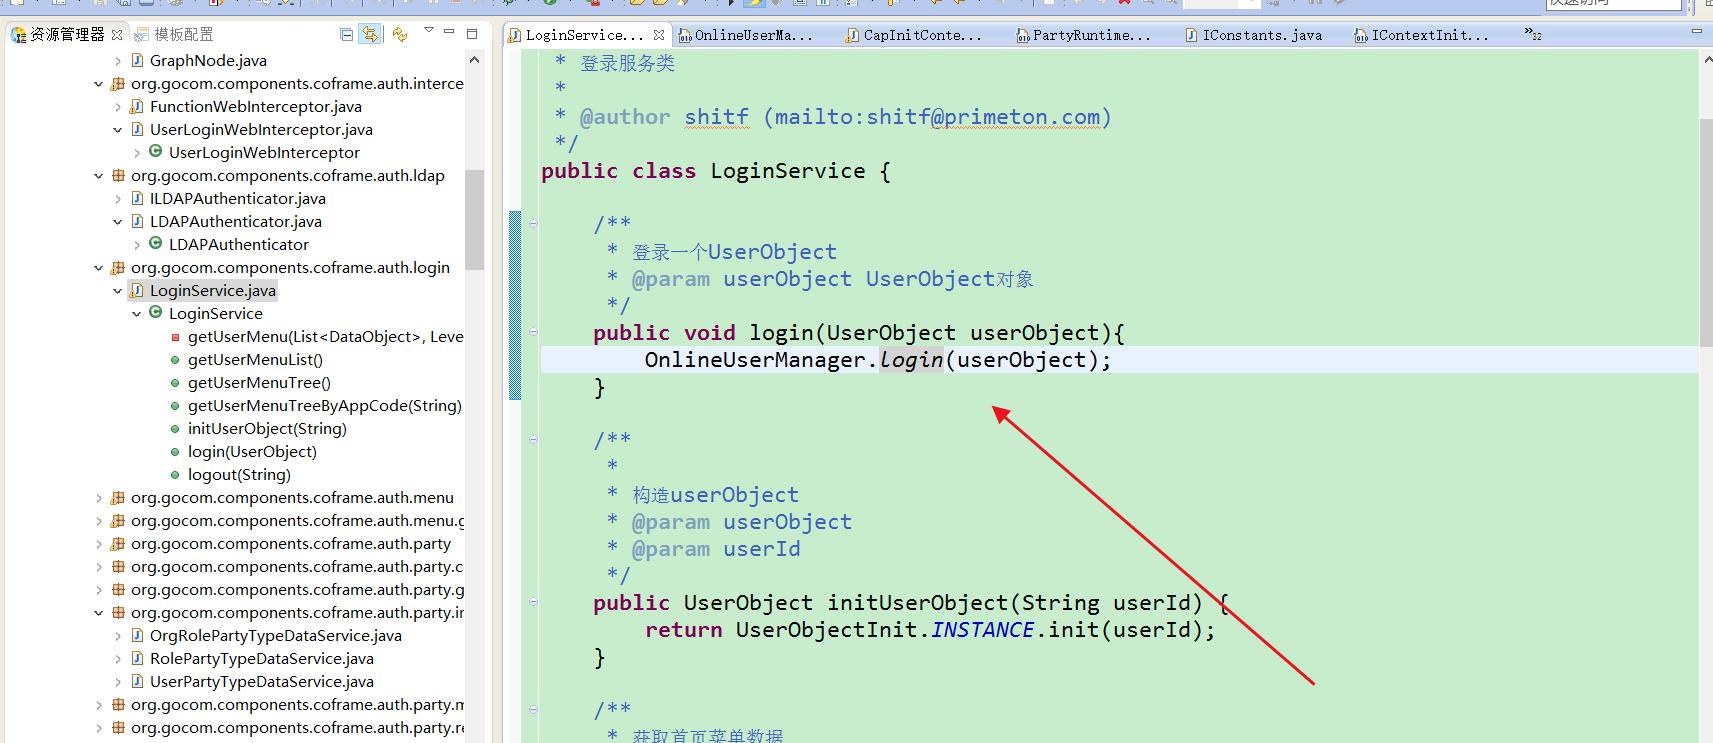 快速访问
资源管理器 模板配置
GraphNode.java
org.gocom.components.coframe.auth.interce
FunctionWebInterceptor.java
UserLoginWebInterceptor.java
UserLoginWebInterceptor
org.gocom.components.coframe.auth.ldap
ILDAPAuthenticator.java
LDAPAuthenticator.java
LDAPAuthenticator
org.gocom.components.coframe.auth.login
LoginService.java
LoginService
getUserMenu(List<DataObject>, Leve
getUserMenuList()
getUserMenuTree()
getUserMenuTreeByAppCode(String)
initUserObject(String)
login(UserObject)
logout(String)
org.gocom.components.coframe.auth.menu
org.gocom.components.coframe.auth.menu.g
org.gocom.components.coframe.auth.party
org.gocom.components.coframe.auth.party.c
org.gocom.components.coframe.auth.party.g
org.gocom.components.coframe.auth.party.ir
OrgRolePartyTypeDataService.java
RolePartyTypeDataService.java
UserPartyTypeDataService.java
org.gocom.components.coframe.auth.party.m
org.gocom.components.coframe.auth.party.re
LoginService... OnlineUserMa... CapInitConte... PartyRuntime... IConstants.java IContextInit... »32
* 登录服务类
*
* @author shitf (mailto:shitf@primeton.com)
*/
public class LoginService {
/**
* 登录一个UserObject
* @param userObject UserObject对象
*/
public void login(UserObject userObject){
OnlineUserManager.login(userObject);
}
/**
*
* 构造userObject
* @param userObject
* @param userId
*/
public UserObject initUserObject(String userId) {
return UserObjectInit.INSTANCE.init(userId);
}
/**
* 获取首页菜单数据